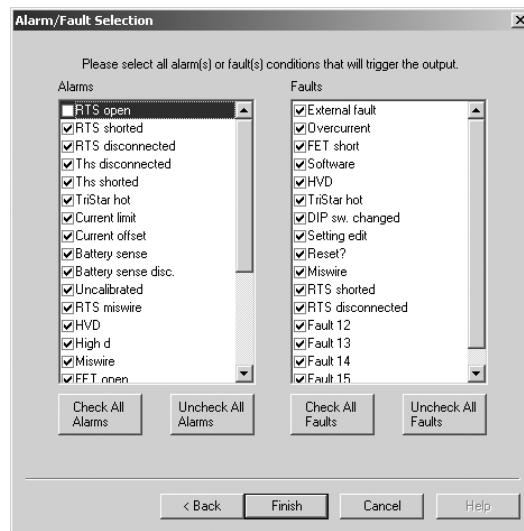 Alarm/Fault Selection
Please select all alarm(s) or fault(s) conditions that will trigger the output.
Alarms
RTS open
RTS shorted
RTS disconnected
Ths disconnected
Ths shorted
TriStar hot
Current limit
Current offset
Battery sense
Battery sense disc.
Uncalibrated
RTS miswire
HVD
High d
Miswire
FET open
Check All
Alarms
Uncheck All
Alarms
Faults
External fault
Overcurrent
FET short
Software
HVD
TriStar hot
DIP sw. changed
Setting edit
Reset?
Miswire
RTS shorted
RTS disconnected
Fault 12
Fault 13
Fault 14
Fault 15
Check All
Faults
Uncheck All
Faults
< Back
Finish
Cancel
Help